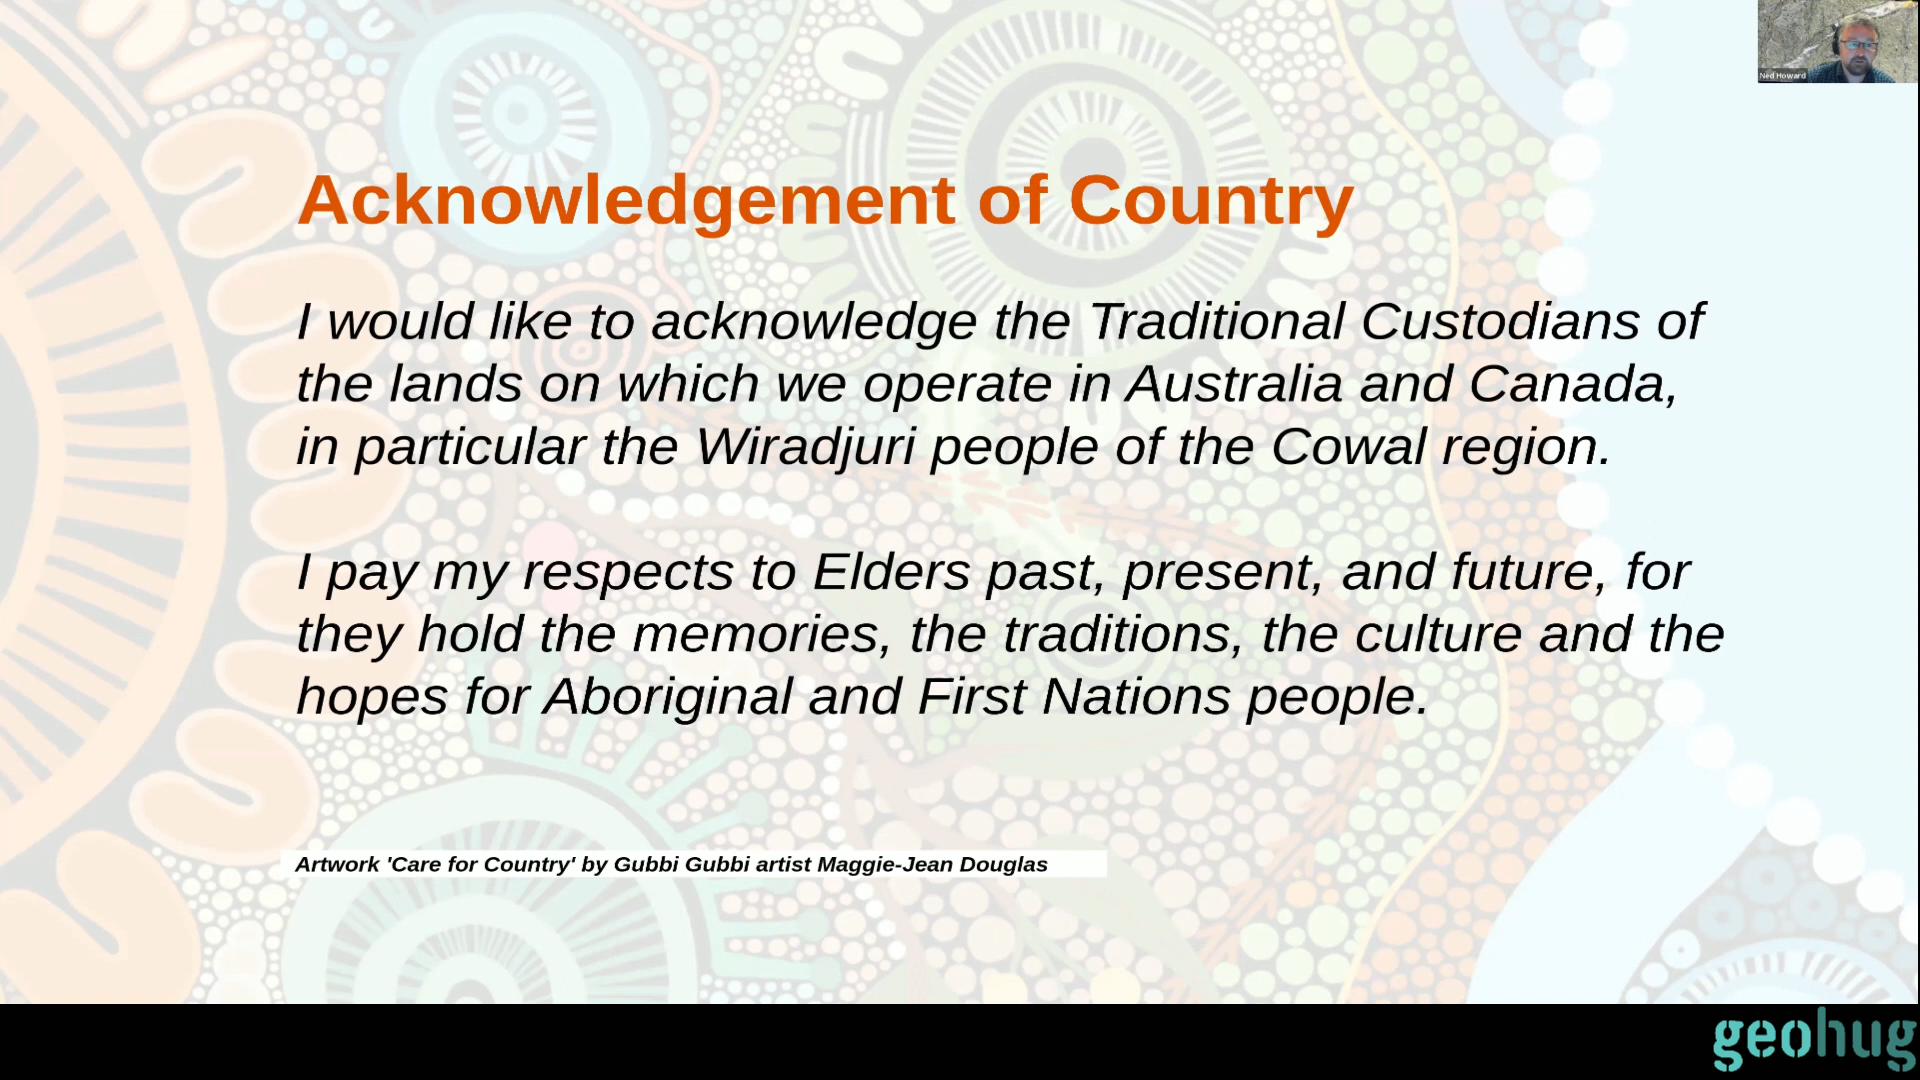 Ned Howard
Acknowledgement of Country
I would like to acknowledge the Traditional Custodians of
the lands on which we operate in Australia and Canada,
in particular the Wiradjuri people of the Cowal region.
I pay my respects to Elders past, present, and future, for
they hold the memories, the traditions, the culture and the
hopes for Aboriginal and First Nations people.
Artwork 'Care for Country' by Gubbi Gubbi artist Maggie-Jean Douglas
geohug